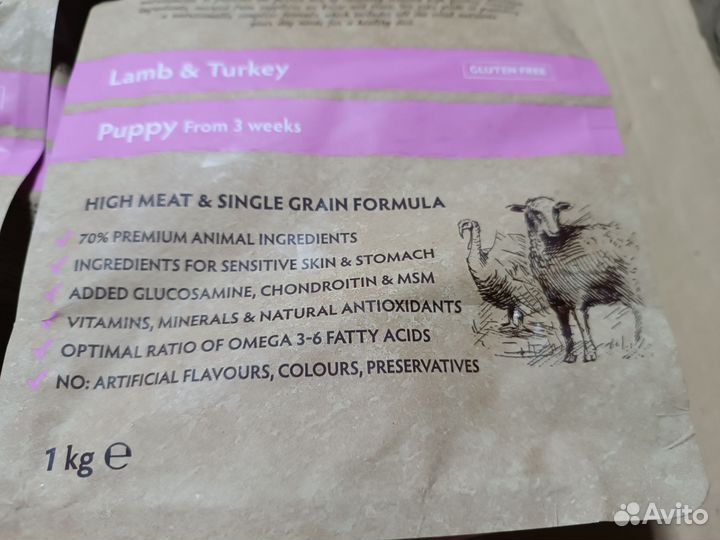 Lamb & Turkey
GLUTEN FREE
Puppy From 3 weeks
HIGH MEAT & SINGLE GRAIN FORMULA
70% PREMIUM ANIMAL INGREDIENTS
INGREDIENTS FOR SENSITIVE SKIN & STOMACH
ADDED GLUCOSAMINE, CHONDROITIN & MSM
VITAMINS, MINERALS & NATURAL ANTIOXIDANTS
OPTIMAL RATIO OF OMEGA 3-6 FATTY ACIDS
NO: ARTIFICIAL FLAVOURS, COLOURS, PRESERVATIVES
1 kg ℮
Avito